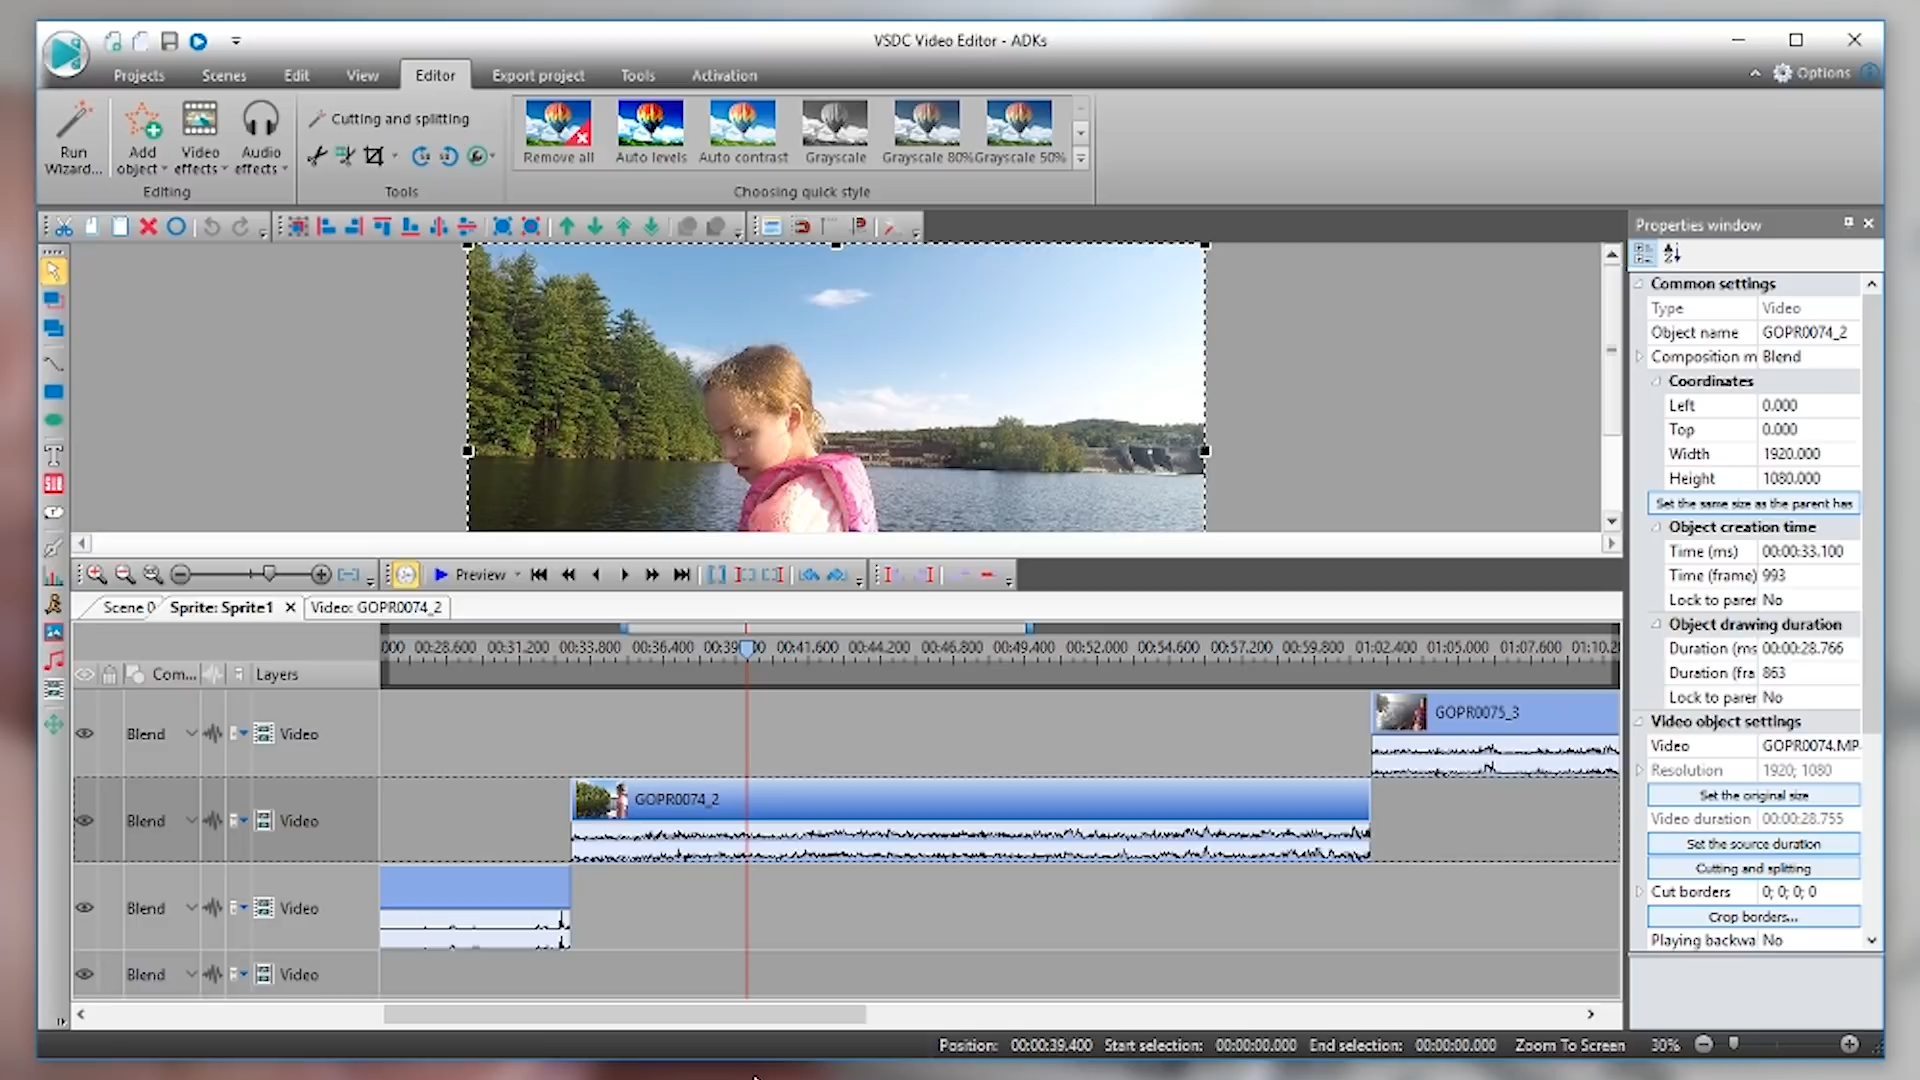 VSDC Video Editor - ADKs
Projects Scenes Edit View Editor Export project Tools Activation Options
Run Wizard...
Add object
Video effects
Audio effects
Editing
Cutting and splitting
Tools
Remove all Auto levels Auto contrast Grayscale Grayscale 80% Grayscale 50%
Choosing quick style
Properties window
Common settings
Type Video
Object name GOPR0074_2
Composition m Blend
Coordinates
Left 0.000
Top 0.000
Width 1920.000
Height 1080.000
Set the same size as the parent has
Object creation time
Time (ms) 00:00:33.100
Time (frame) 993
Lock to parer No
Object drawing duration
Duration (ms 00:00:28.766
Duration (fra 863
Lock to parer No
Video object settings
Video GOPR0074.MP
Resolution 1920; 1080
Set the original size
Video duration 00:00:28.755
Set the source duration
Cutting and splitting
Cut borders 0; 0; 0; 0
Crop borders...
Playing backwa No
T
SUB
Preview
Scene 0 Sprite: Sprite1 Video: GOPR0074_2
000 00:28.600 00:31.200 00:33.800 00:36.400 00:39 00 00:41.600 00:44.200 00:46.800 00:49.400 00:52.000 00:54.600 00:57.200 00:59.800 01:02.400 01:05.000 01:07.600 01:10.2
Com... Layers
Blend Video
GOPR0075_3
Blend Video
GOPR0074_2
Blend Video
Blend Video
Position: 00:00:39.400 Start selection: 00:00:00.000 End selection: 00:00:00.000 Zoom To Screen 30%